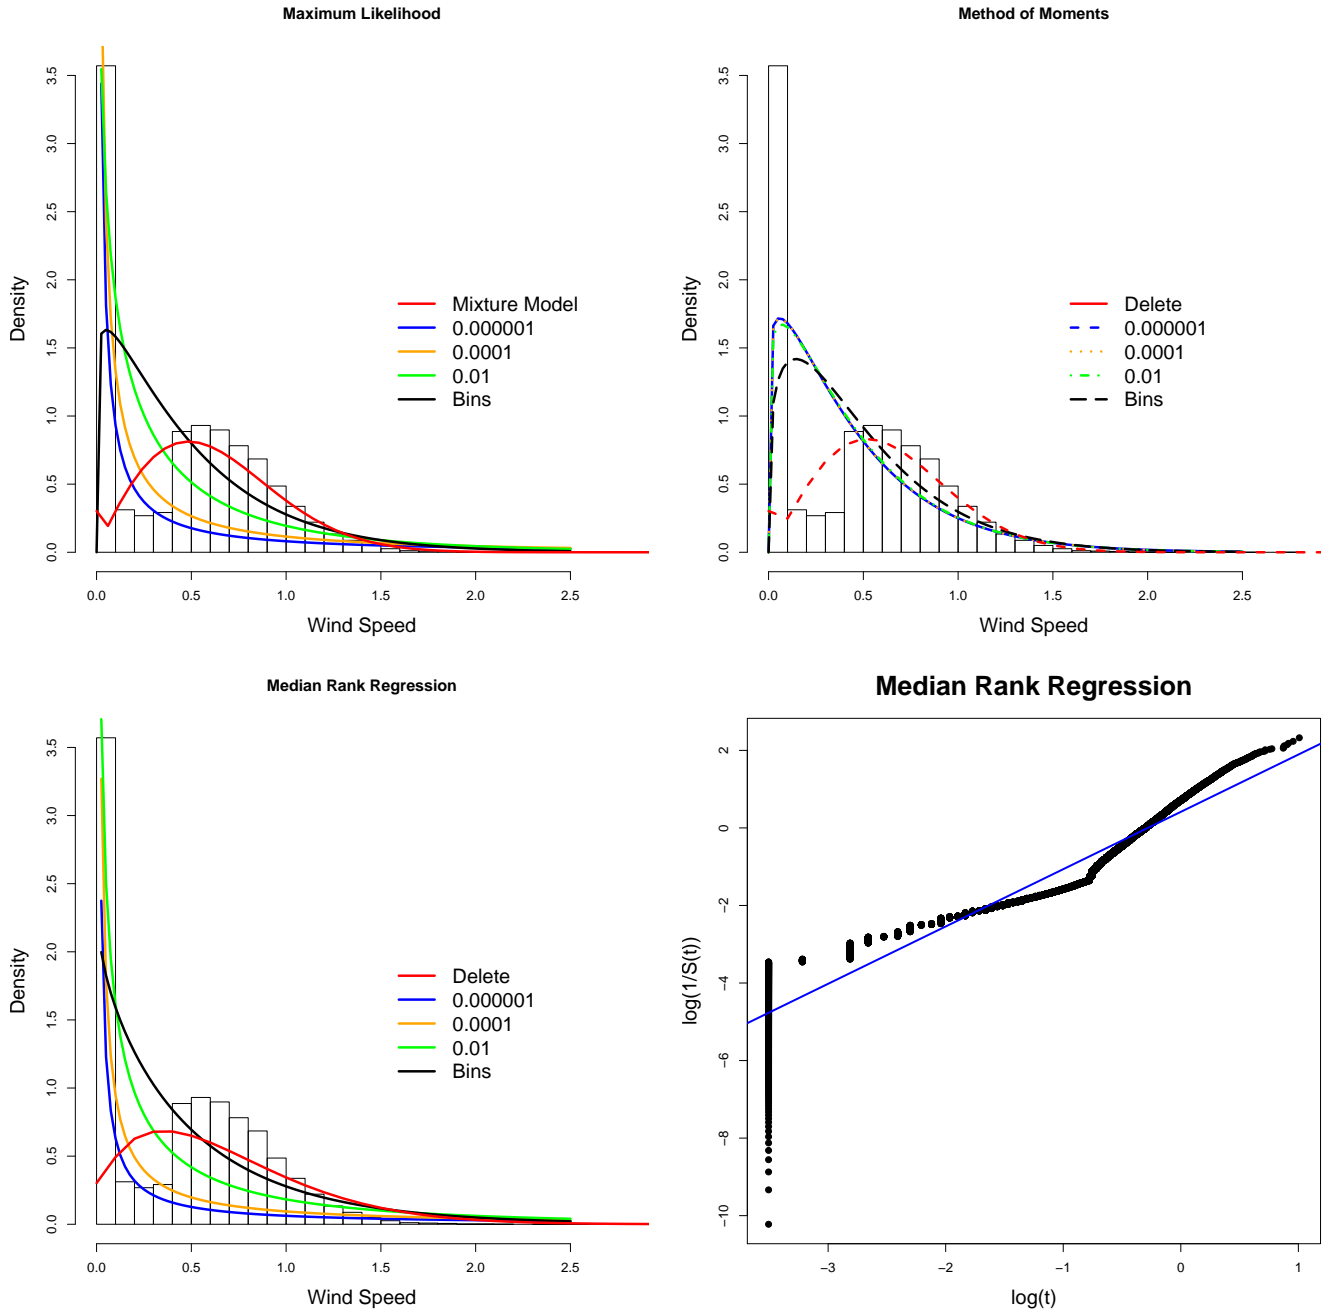 Maximum Likelihood
Density
0.0 0.5 1.0 1.5 2.0 2.5 3.0 3.5
Mixture Model
0.000001
0.0001
0.01
Bins
0.0 0.5 1.0 1.5 2.0 2.5
Wind Speed
Method of Moments
Density
0.0 0.5 1.0 1.5 2.0 2.5 3.0 3.5
Delete
0.000001
0.0001
0.01
Bins
0.0 0.5 1.0 1.5 2.0 2.5
Wind Speed
Median Rank Regression
Density
0.0 0.5 1.0 1.5 2.0 2.5 3.0 3.5
Delete
0.000001
0.0001
0.01
Bins
0.0 0.5 1.0 1.5 2.0 2.5
Wind Speed
Median Rank Regression
log(1/S(t))
−10 −8 −6 −4 −2 0 2
−3 −2 −1 0 1
log(t)